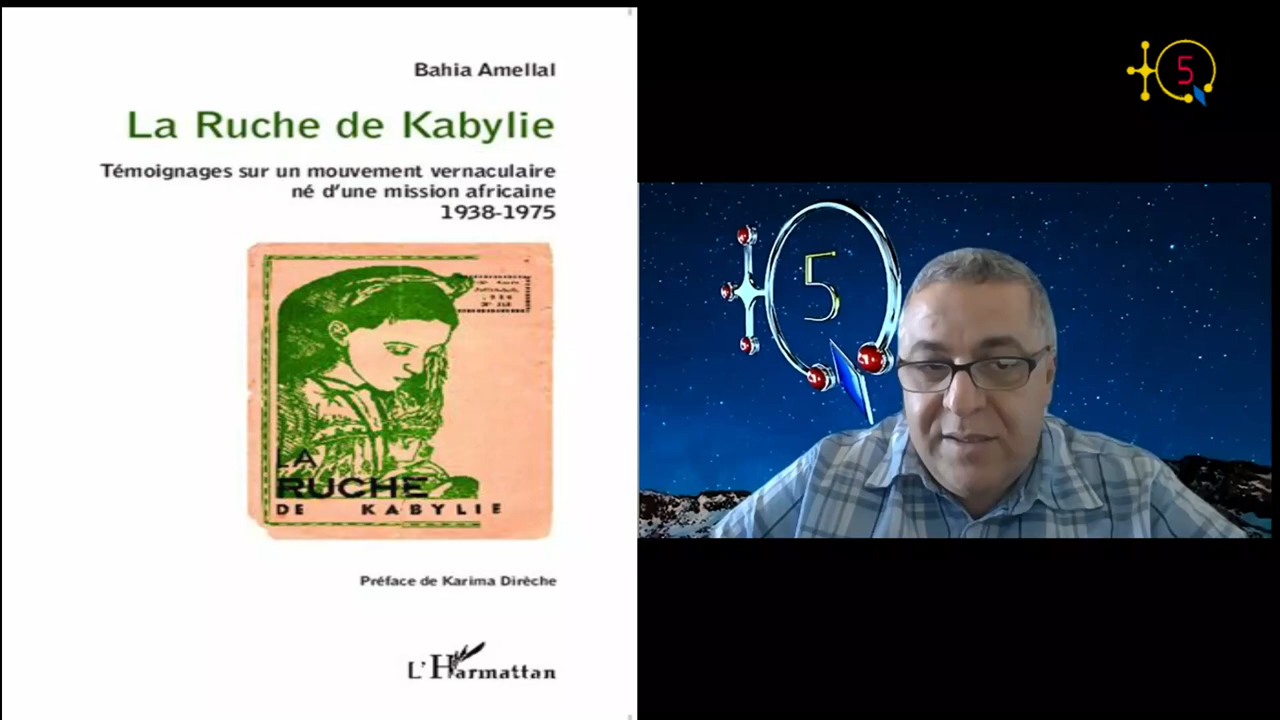 Bahia Amellal
La Ruche de Kabylie
Témoignages sur un mouvement vernaculaire
né d'une mission africaine
1938-1975
LA
RUCHE
DE KABYLIE
Préface de Karima Dirèche
L'Harmattan
5
5